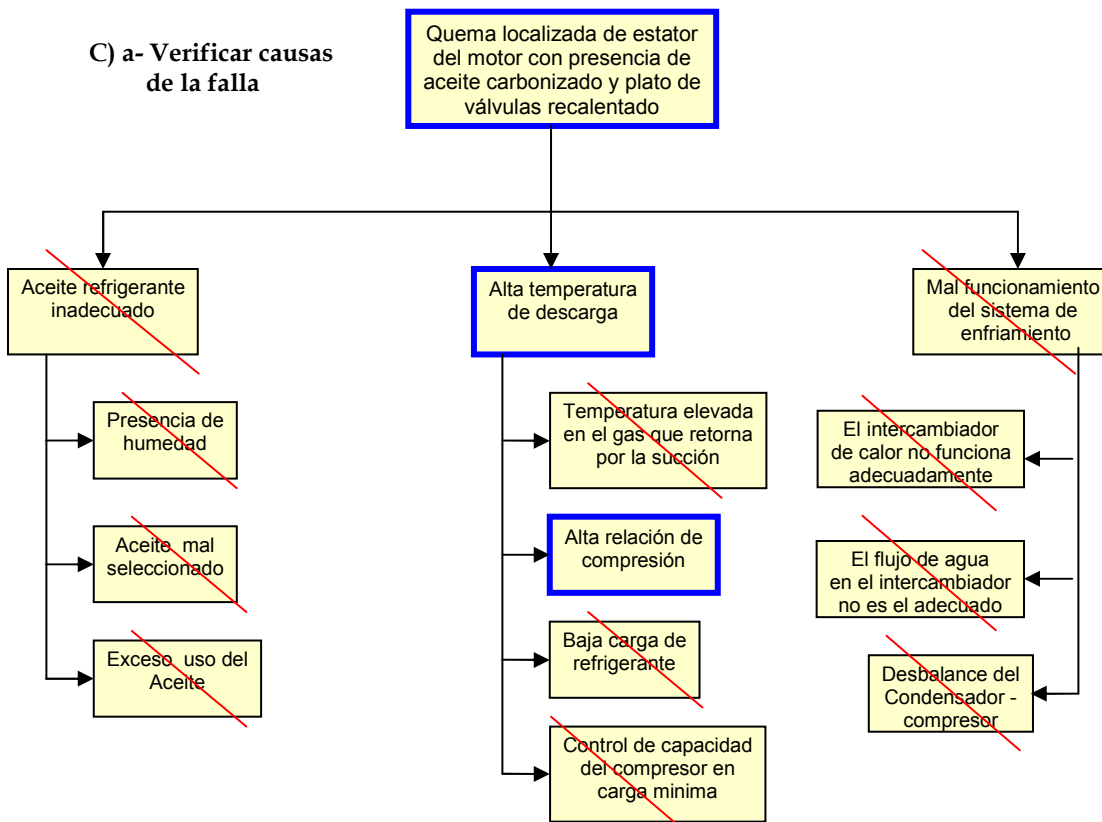 C) a- Verificar causas
de la falla
Quema localizada de estator
del motor con presencia de
aceite carbonizado y plato de
válvulas recalentado
Aceite refrigerante
inadecuado
Presencia de
humedad
Aceite mal
seleccionado
Exceso uso del
Aceite
Alta temperatura
de descarga
Temperatura elevada
en el gas que retorna
por la succión
Alta relación de
compresión
Baja carga de
refrigerante
Control de capacidad
del compresor en
carga minima
Mal funcionamiento
del sistema de
enfriamiento
El intercambiador
de calor no funciona
adecuadamente
El flujo de agua
en el intercambiador
no es el adecuado
Desbalance del
Condensador -
compresor